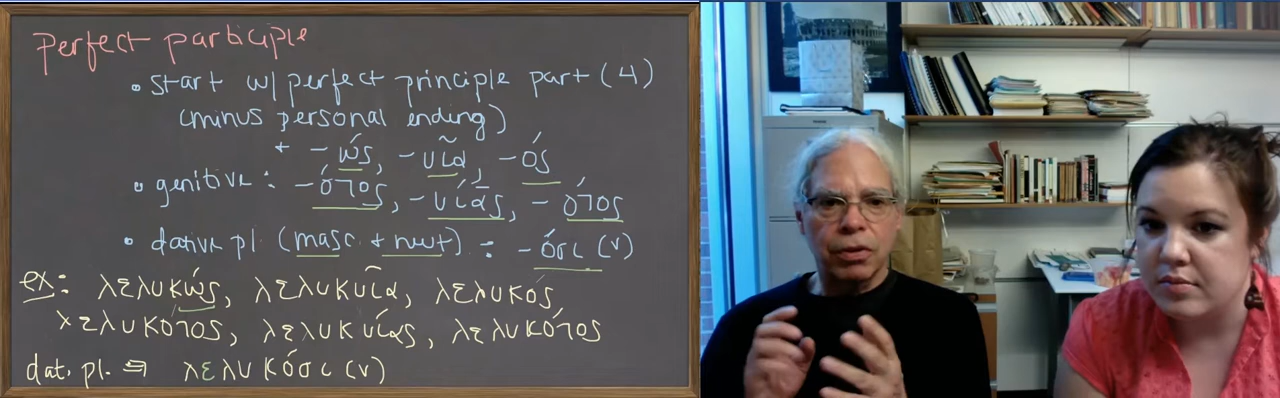 Perfect participle
• start w/ perfect principle part (4)
(minus personal ending)
+ -ώς, -υῖα, -ός
• genitive: -ότος, -υίᾱς, -ότος
• dative pl. (masc + neut) : -όσι(ν)
ex: λελυκώς, λελυκυῖα, λελυκός,
λελυκότος, λελυκυίας, λελυκότος
dat. pl. ⇒ λελυκόσι(ν)